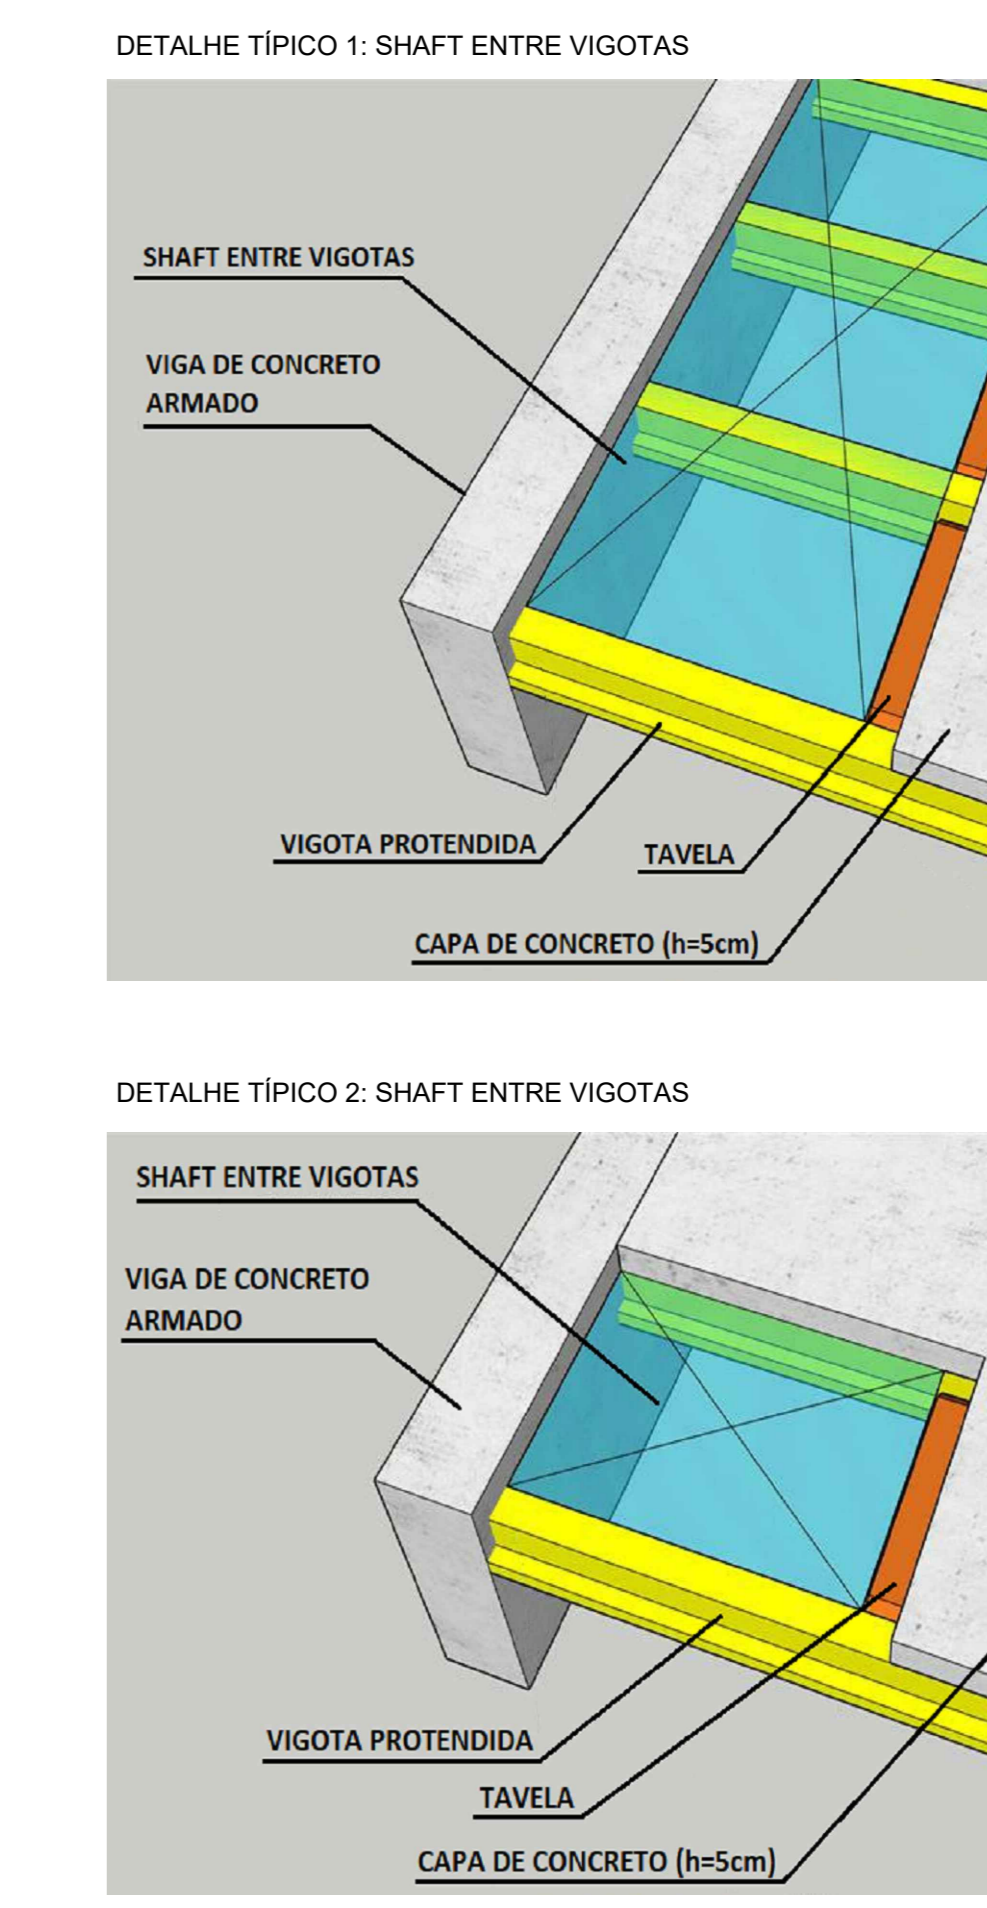 DETALHE TÍPICO 1: SHAFT ENTRE VIGOTAS
SHAFT ENTRE VIGOTAS
VIGA DE CONCRETO
ARMADO
VIGOTA PROTENDIDA
TAVELA
CAPA DE CONCRETO (h=5cm)
DETALHE TÍPICO 2: SHAFT ENTRE VIGOTAS
SHAFT ENTRE VIGOTAS
VIGA DE CONCRETO
ARMADO
VIGOTA PROTENDIDA
TAVELA
CAPA DE CONCRETO (h=5cm)